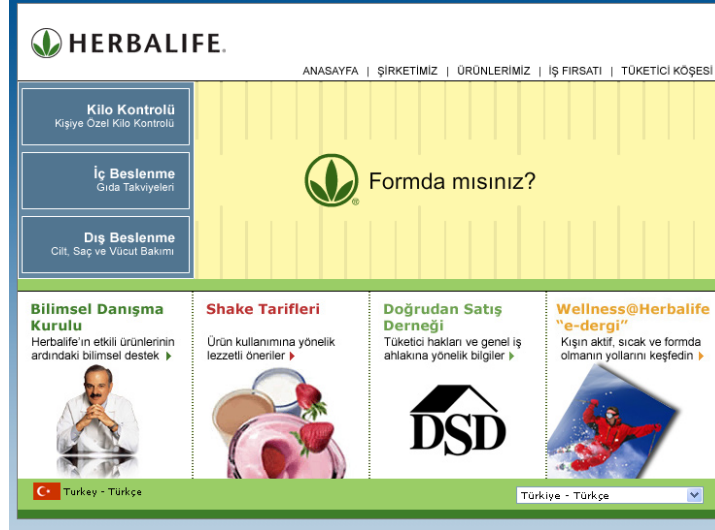 HERBALIFE.
ANASAYFA | ŞİRKETİMİZ | ÜRÜNLERİMİZ | İŞ FIRSATI | TÜKETİCİ KÖŞESİ
Kilo Kontrolü
Kişiye Özel Kilo Kontrolü
İç Beslenme
Gıda Takviyeleri
Dış Beslenme
Cilt, Saç ve Vücut Bakımı
Formda mısınız?
Bilimsel Danışma
Kurulu
Herbalife'ın etkili ürünlerinin
ardındaki bilimsel destek
Shake Tarifleri
Ürün kullanımına yönelik
lezzetli öneriler
Doğrudan Satış
Derneği
Tüketici hakları ve genel iş
ahlakına yönelik bilgiler
DSD
Wellness@Herbalife
"e-dergi"
Kışın aktif, sıcak ve formda
olmanın yollarını keşfedin
Turkey - Türkçe
Türkiye - Türkçe